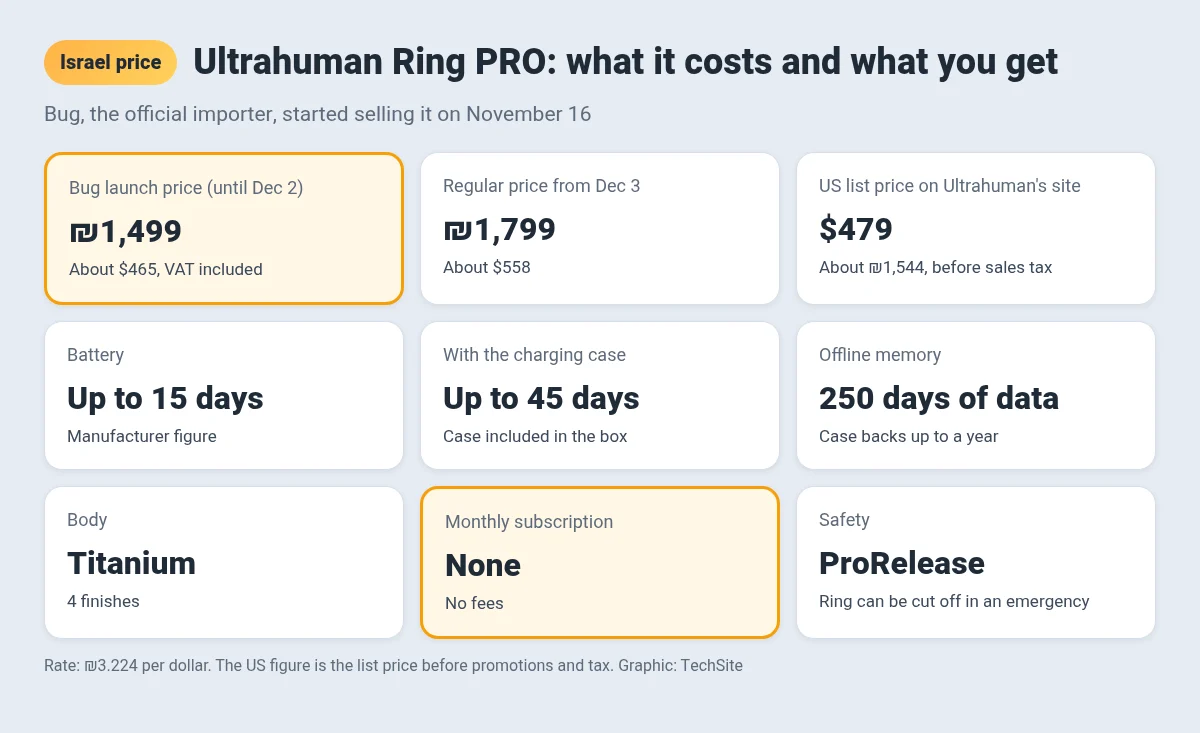 Israel price
Ultrahuman Ring PRO: what it costs and what you get
Bug, the official importer, started selling it on November 16
Bug launch price (until Dec 2)
₪1,499
About $465, VAT included
Regular price from Dec 3
₪1,799
About $558
US list price on Ultrahuman's site
$479
About ₪1,544, before sales tax
Battery
Up to 15 days
Manufacturer figure
With the charging case
Up to 45 days
Case included in the box
Offline memory
250 days of data
Case backs up to a year
Body
Titanium
4 finishes
Monthly subscription
None
No fees
Safety
ProRelease
Ring can be cut off in an emergency
Rate: ₪3.224 per dollar. The US figure is the list price before promotions and tax. Graphic: TechSite